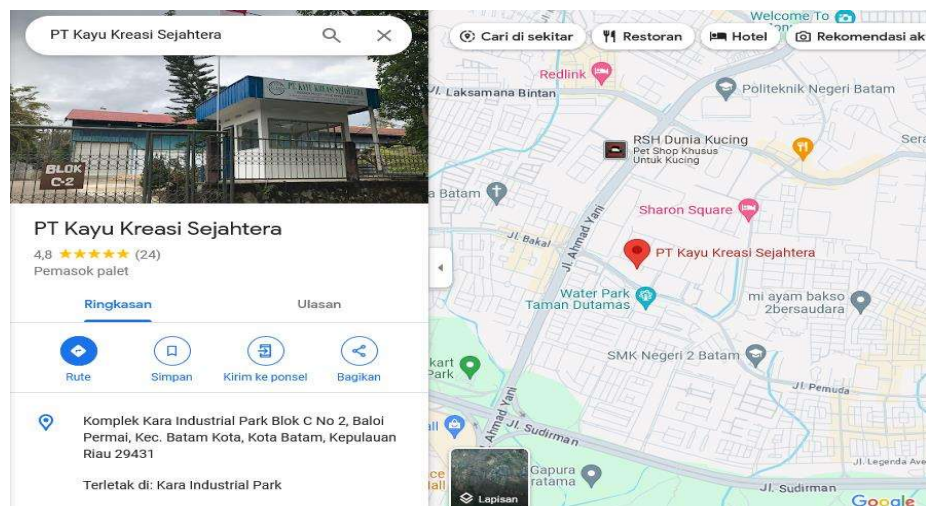 PT Kayu Kreasi Sejahtera
PT. KAYU KREASI SEJAHTERA
BLOK
C-2
PT Kayu Kreasi Sejahtera
4,8 ★★★★★ (24)
Pemasok palet
Ringkasan
Ulasan
Rute
Simpan
Kirim ke ponsel
Bagikan
Komplek Kara Industrial Park Blok C No 2, Baloi
Permai, Kec. Batam Kota, Kota Batam, Kepulauan
Riau 29431
Terletak di: Kara Industrial Park
Welcome To
Cari di sekitar
Restoran
Hotel
Rekomendasi ak
Redlink
Jl. Laksamana Bintan
Politeknik Negeri Batam
RSH Dunia Kucing
Pet Shop Khusus
Untuk Kucing
Sera
a Batam
Sharon Square
Jl. Bakal
Jl. Ahmad Yani
PT Kayu Kreasi Sejahtera
Water Park
Taman Dutamas
mi ayam bakso
2bersaudara
SMK Negeri 2 Batam
kart
Park
Jl. Pemuda
Jl. Ahmad Yani
all
Jl. Sudirman
Jl. Legenda Ave
Gapura
ratama
Lapisan
Jl. Sudirman
Google